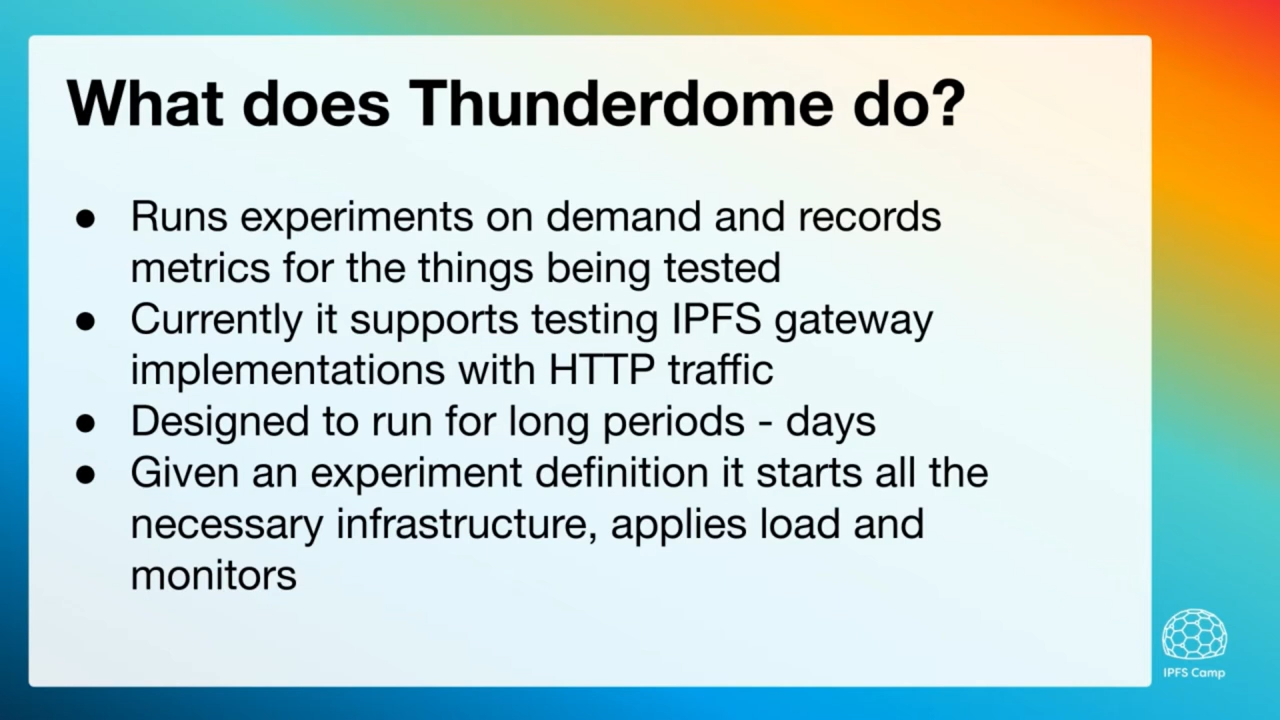 What does Thunderdome do?
● Runs experiments on demand and records
metrics for the things being tested
● Currently it supports testing IPFS gateway
implementations with HTTP traffic
● Designed to run for long periods - days
● Given an experiment definition it starts all the
necessary infrastructure, applies load and
monitors
IPFS Camp